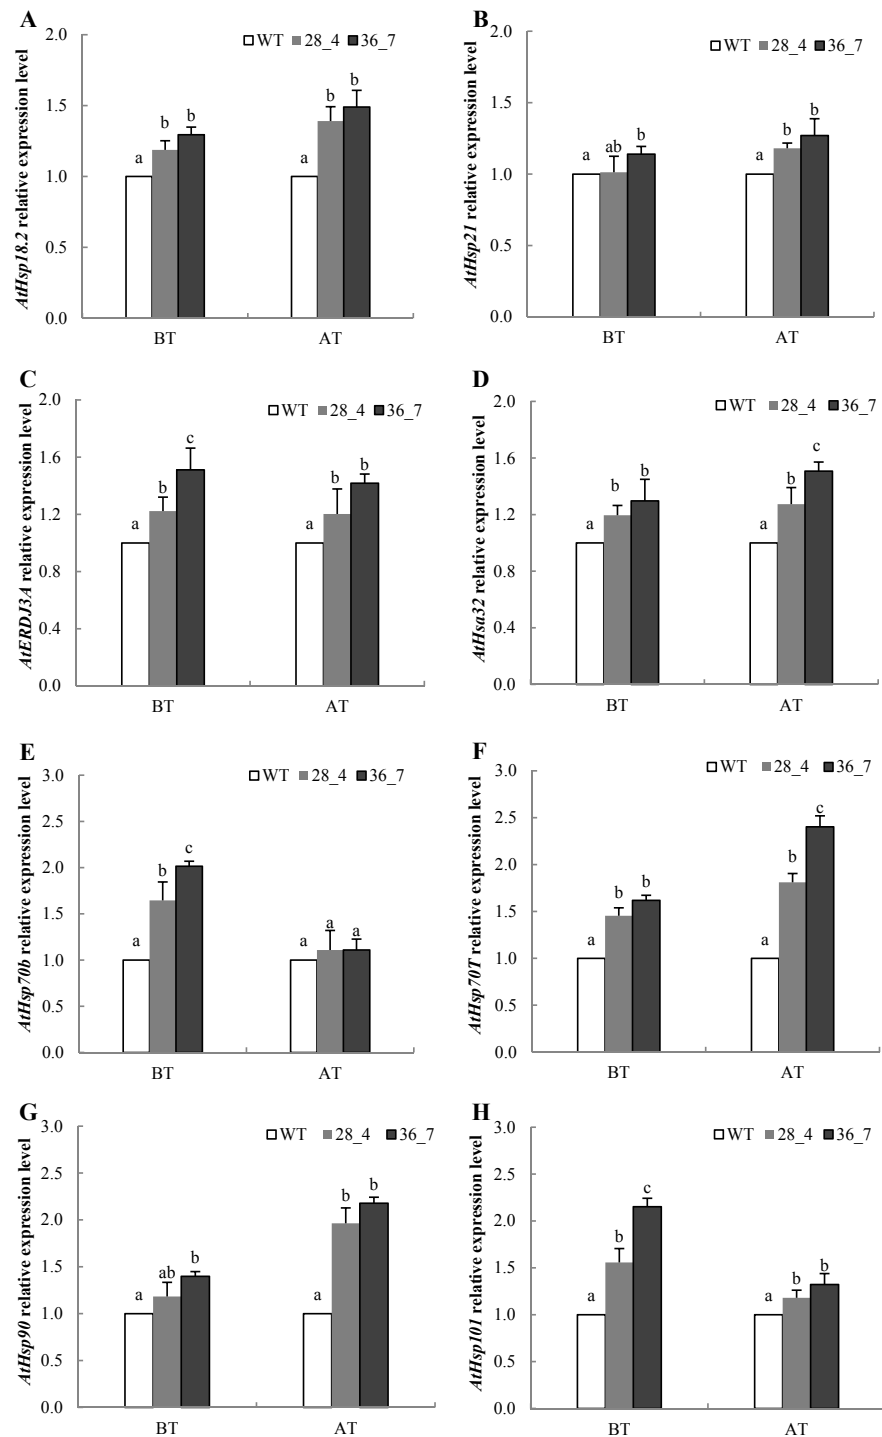 A
AtHsp18.2 relative expression level
2.0
1.5
1.0
0.5
0.0
WT 28_4 36_7
a b b
a b b
BT AT
B
AtHsp21 relative expression level
2.0
1.5
1.0
0.5
0.0
WT 28_4 36_7
a ab b
a b b
BT AT
C
AtERDJ3A relative expression level
2.0
1.6
1.2
0.8
0.4
0.0
WT 28_4 36_7
a b c
a b b
BT AT
D
AtHsa32 relative expression level
2.0
1.6
1.2
0.8
0.4
0.0
WT 28_4 36_7
a b b
a b c
BT AT
E
AtHsp70b relative expression level
3.0
2.5
2.0
1.5
1.0
0.5
0.0
WT 28_4 36_7
a b c
a a a
BT AT
F
AtHsp70T relative expression level
3.0
2.5
2.0
1.5
1.0
0.5
0.0
WT 28_4 36_7
a b b
a b c
BT AT
G
AtHsp90 relative expression level
3.0
2.5
2.0
1.5
1.0
0.5
0.0
WT 28_4 36_7
a ab b
a b b
BT AT
H
AtHsp101 relative expression level
3.0
2.5
2.0
1.5
1.0
0.5
0.0
WT 28_4 36_7
a b c
a b b
BT AT